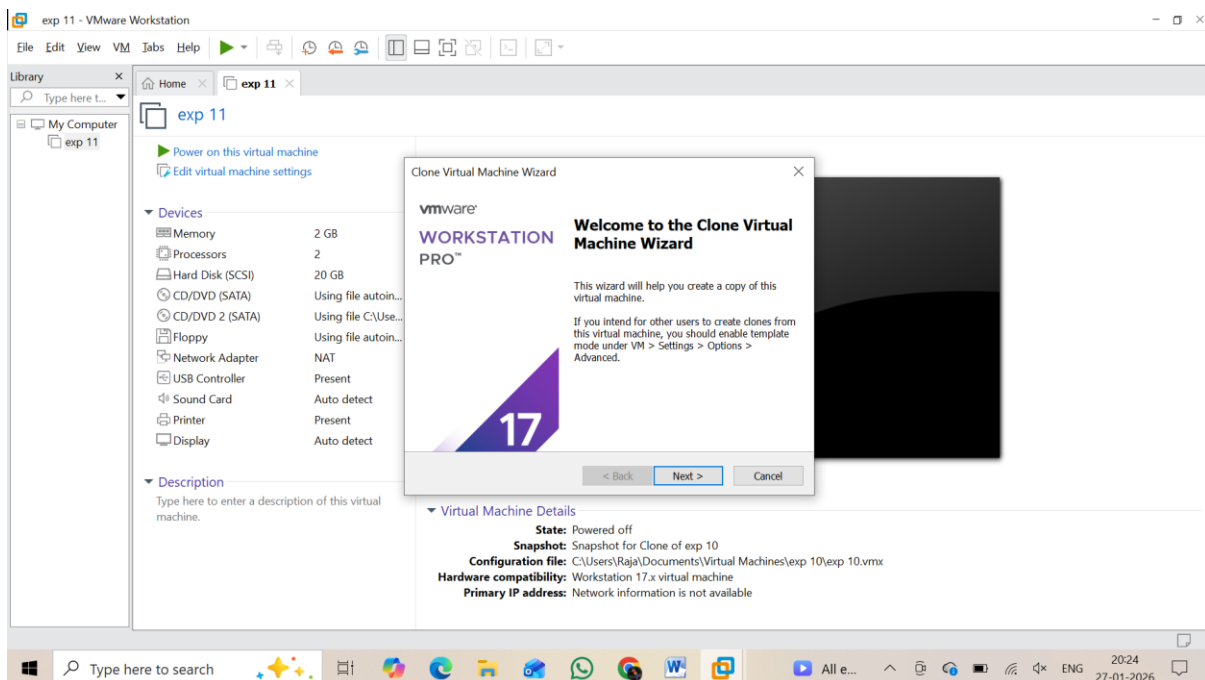 exp 11 - VMware Workstation
File Edit View VM Tabs Help
Library
Type here t...
My Computer
exp 11
Home
exp 11
exp 11
Power on this virtual machine
Edit virtual machine settings
Devices
Memory 2 GB
Processors 2
Hard Disk (SCSI) 20 GB
CD/DVD (SATA) Using file autoin...
CD/DVD 2 (SATA) Using file C:\Use...
Floppy Using file autoin...
Network Adapter NAT
USB Controller Present
Sound Card Auto detect
Printer Present
Display Auto detect
Description
Type here to enter a description of this virtual
machine.
Clone Virtual Machine Wizard
vmware
WORKSTATION
PRO™
17
Welcome to the Clone Virtual
Machine Wizard
This wizard will help you create a copy of this
virtual machine.
If you intend for other users to create clones from
this virtual machine, you should enable template
mode under VM > Settings > Options >
Advanced.
< Back Next > Cancel
Virtual Machine Details
State: Powered off
Snapshot: Snapshot for Clone of exp 10
Configuration file: C:\Users\Raja\Documents\Virtual Machines\exp 10\exp 10.vmx
Hardware compatibility: Workstation 17.x virtual machine
Primary IP address: Network information is not available
Type here to search
All e...
ENG
20:24
27-01-2026